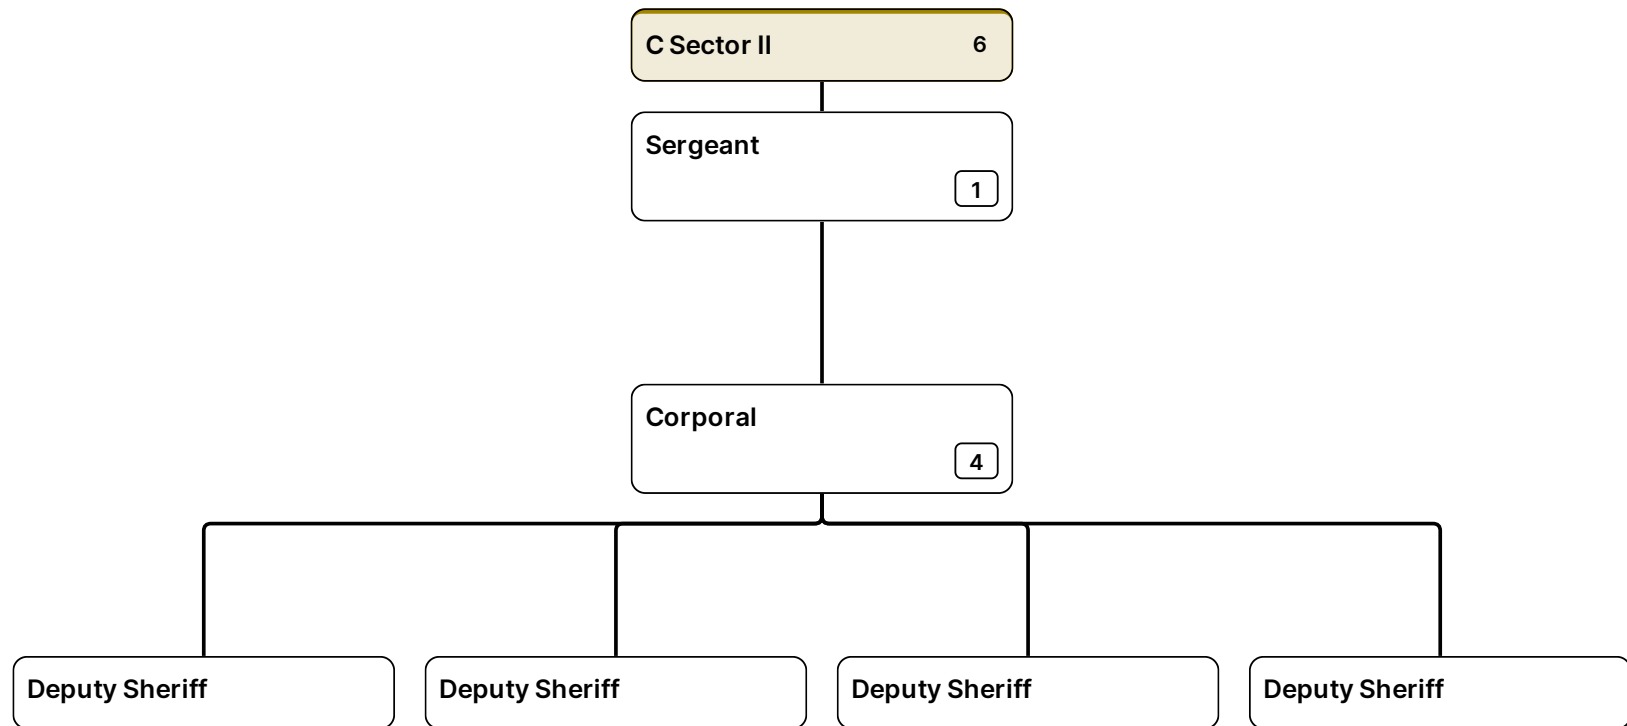 C Sector II 6
Sergeant
1
Corporal
4
Deputy Sheriff Deputy Sheriff Deputy Sheriff Deputy Sheriff